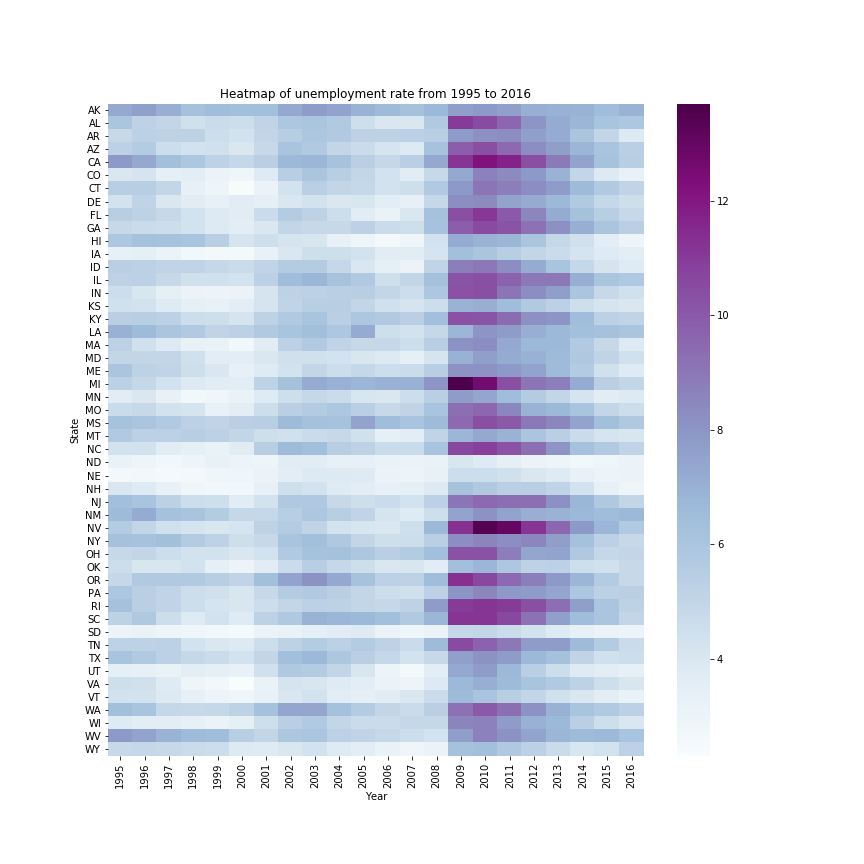 Heatmap of unemployment rate from 1995 to 2016
AK
AL
AR
AZ
CA
CO
CT
DE
FL
GA
HI
IA
ID
IL
IN
KS
KY
LA
MA
MD
ME
MI
MN
MO
MS
MT
NC
ND
NE
NH
NJ
NM
NV
NY
OH
OK
OR
PA
RI
SC
SD
TN
TX
UT
VA
VT
WA
WI
WV
WY
State
1995 1996 1997 1998 1999 2000 2001 2002 2003 2004 2005 2006 2007 2008 2009 2010 2011 2012 2013 2014 2015 2016
Year
12
10
8
6
4